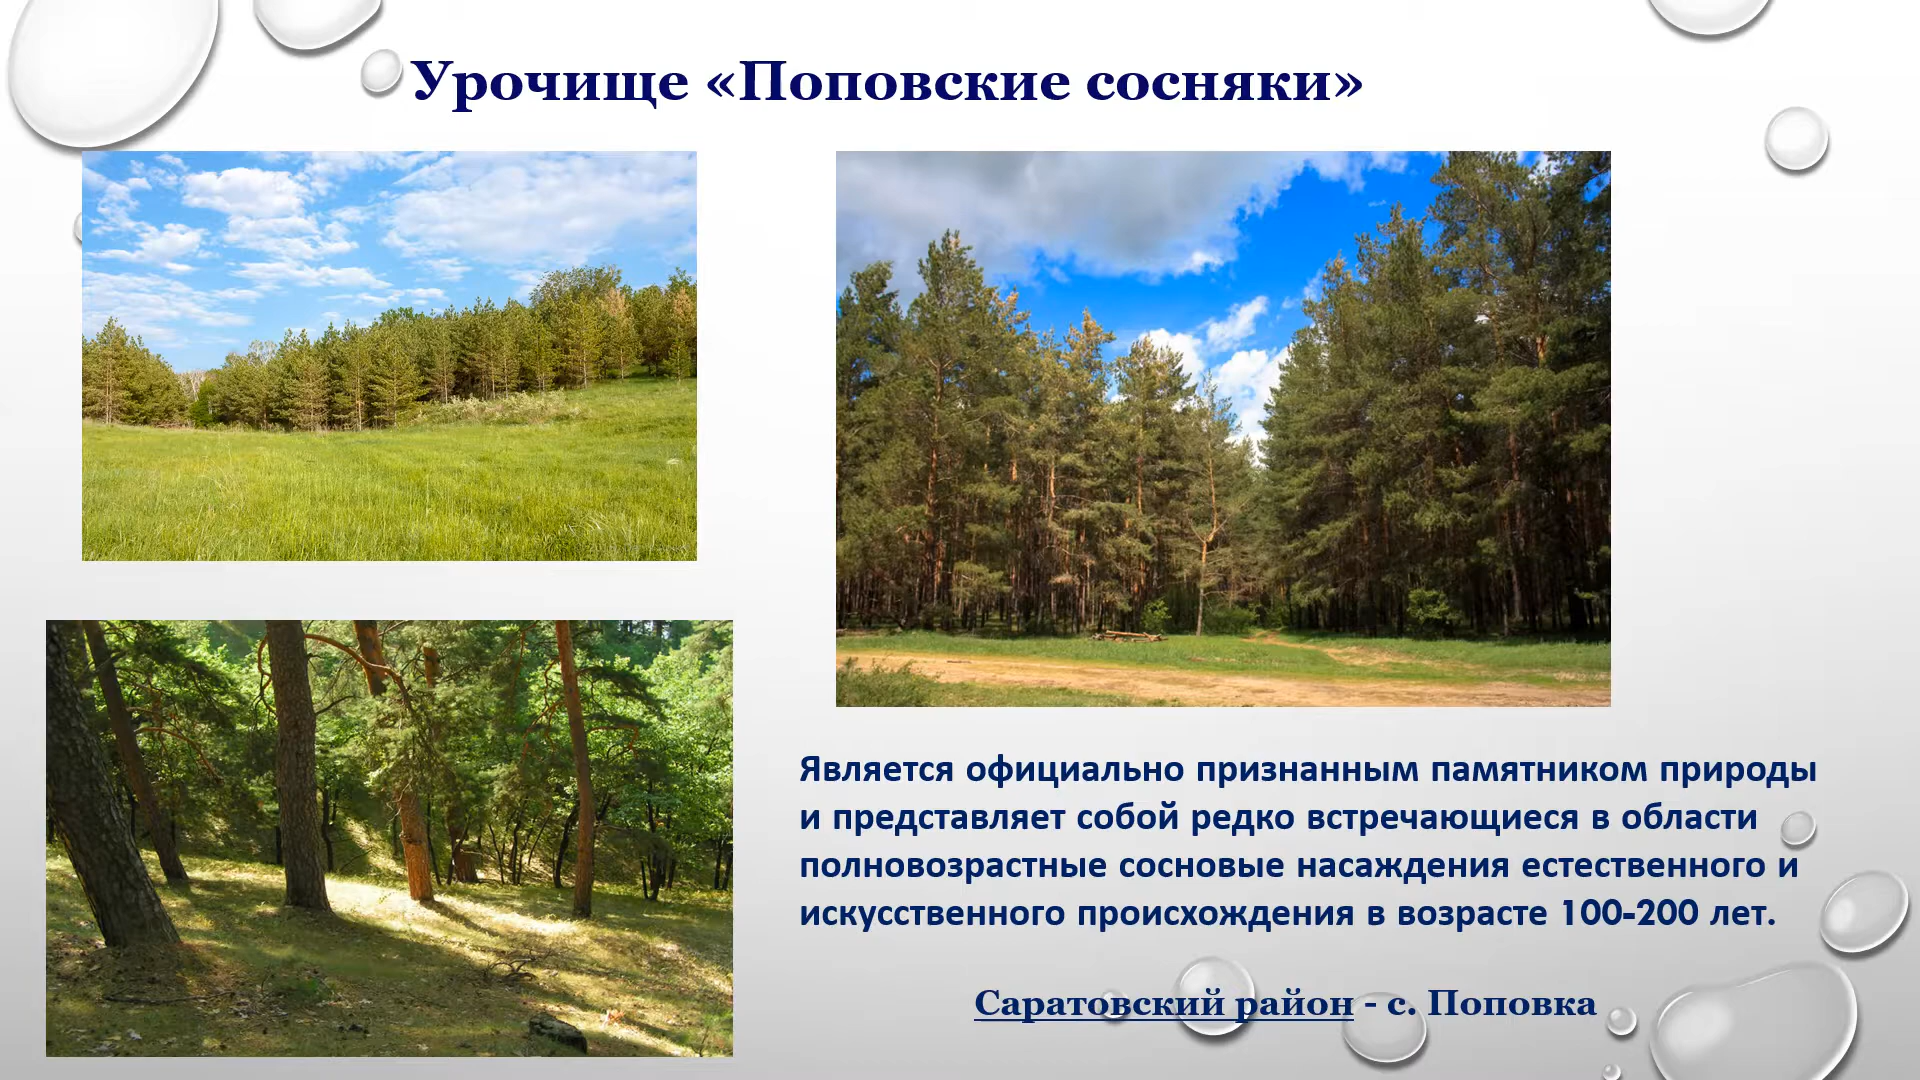 Урочище «Поповские сосняки»
Является официально признанным памятником природы
и представляет собой редко встречающиеся в области
полновозрастные сосновые насаждения естественного и
искусственного происхождения в возрасте 100-200 лет.
Саратовский район - с. Поповка